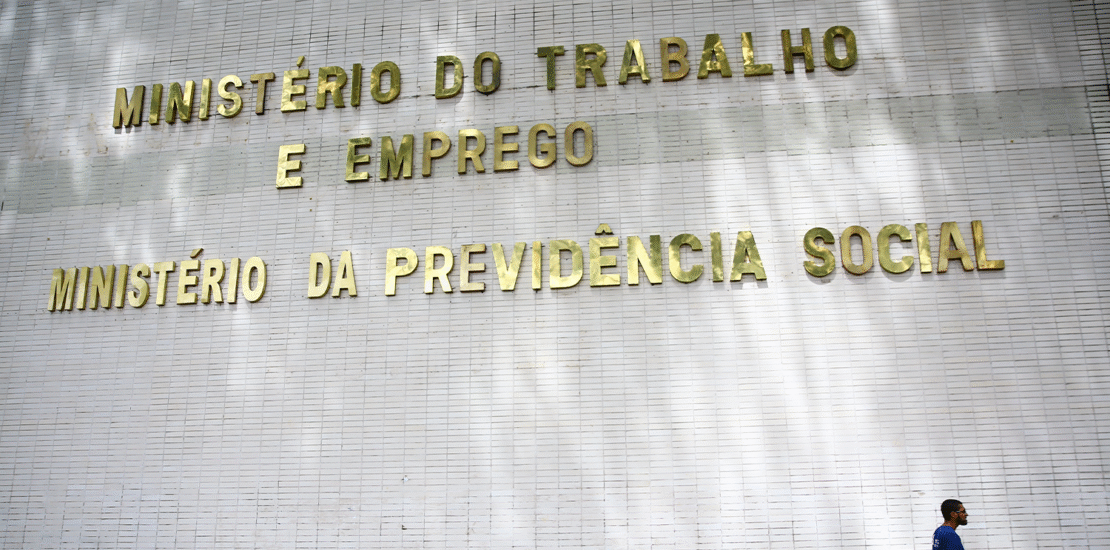 MINISTÉRIO DO TRABALHO
E EMPREGO
MINISTÉRIO DA PREVIDÊNCIA SOCIAL